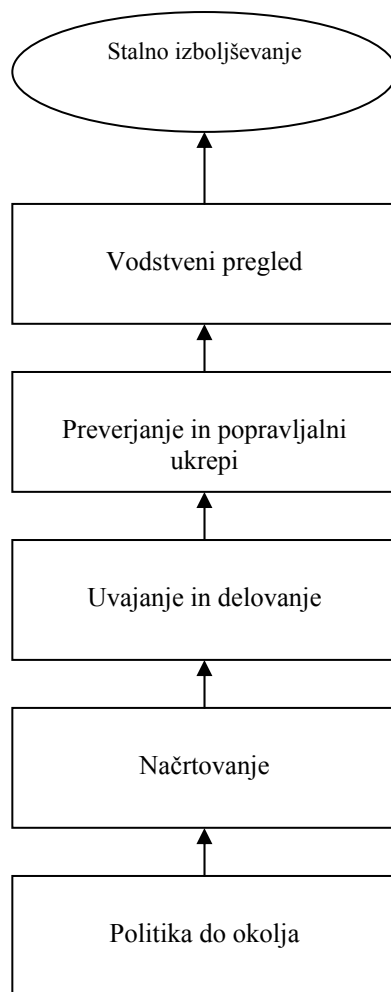 Stalno izboljševanje
Vodstveni pregled
Preverjanje in popravljalni
ukrepi
Uvajanje in delovanje
Načrtovanje
Politika do okolja